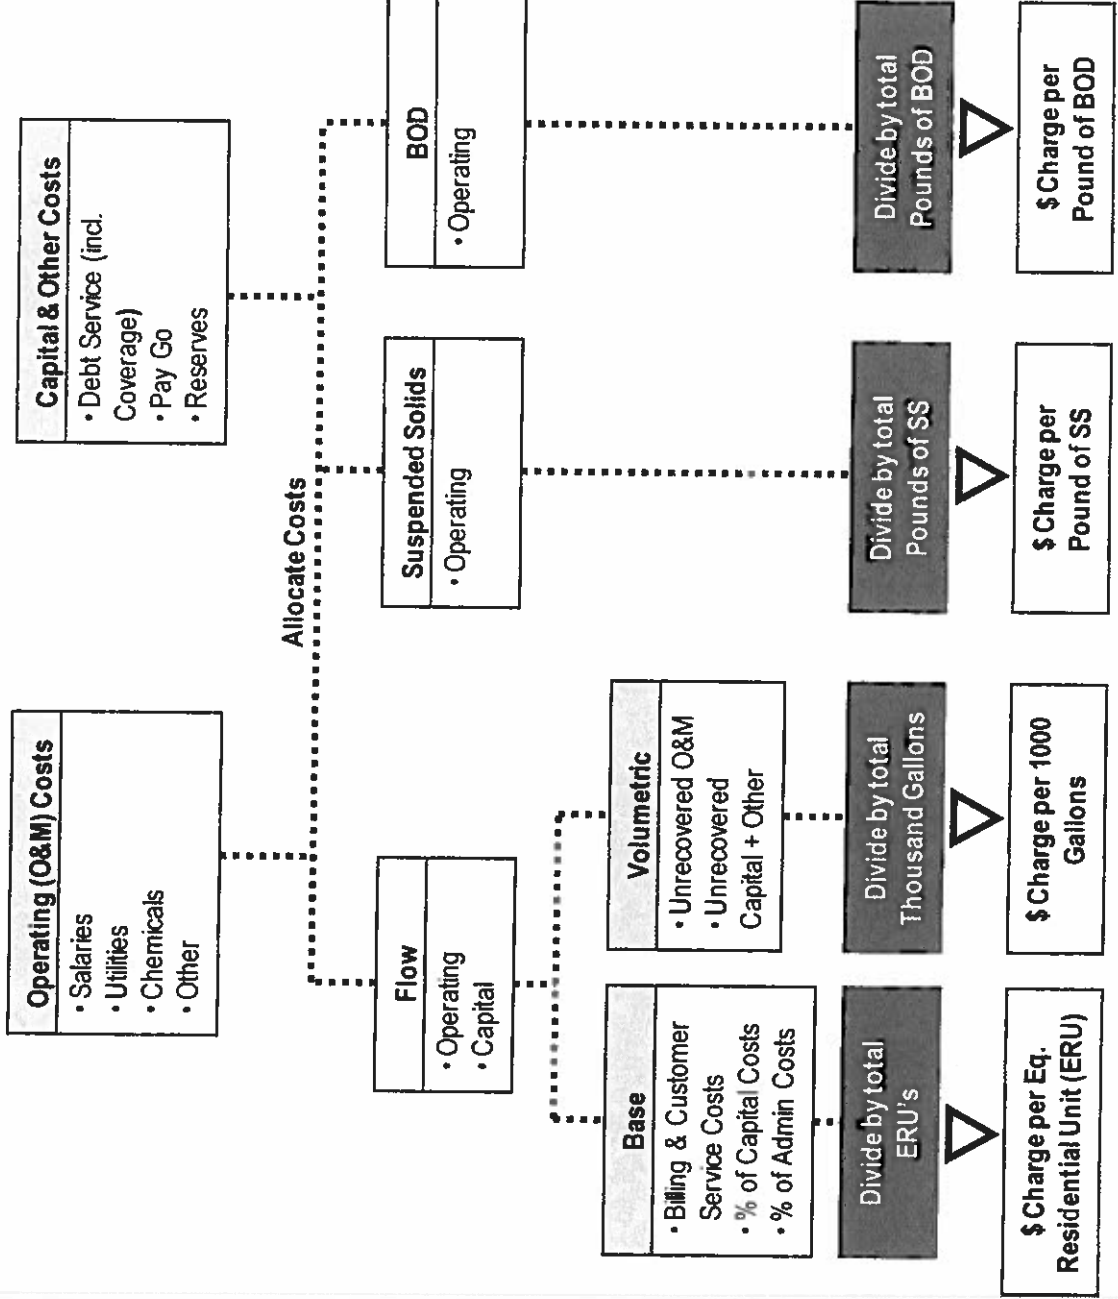 Operating (O&M) Costs
• Salaries
• Utilities
• Chemicals
• Other
Capital & Other Costs
• Debt Service (incl.
Coverage)
• Pay Go
• Reserves
Allocate Costs
Flow
• Operating
• Capital
Suspended Solids
• Operating
BOD
• Operating
Base
• Billing & Customer
Service Costs
• % of Capital Costs
• % of Admin Costs
Volumetric
• Unrecovered O&M
• Unrecovered
Capital + Other
Divide by total
ERU's
Divide by total
Thousand Gallons
Divide by total
Pounds of SS
Divide by total
Pounds of BOD
$ Charge per Eq.
Residential Unit (ERU)
$ Charge per 1000
Gallons
$ Charge per
Pound of SS
$ Charge per
Pound of BOD